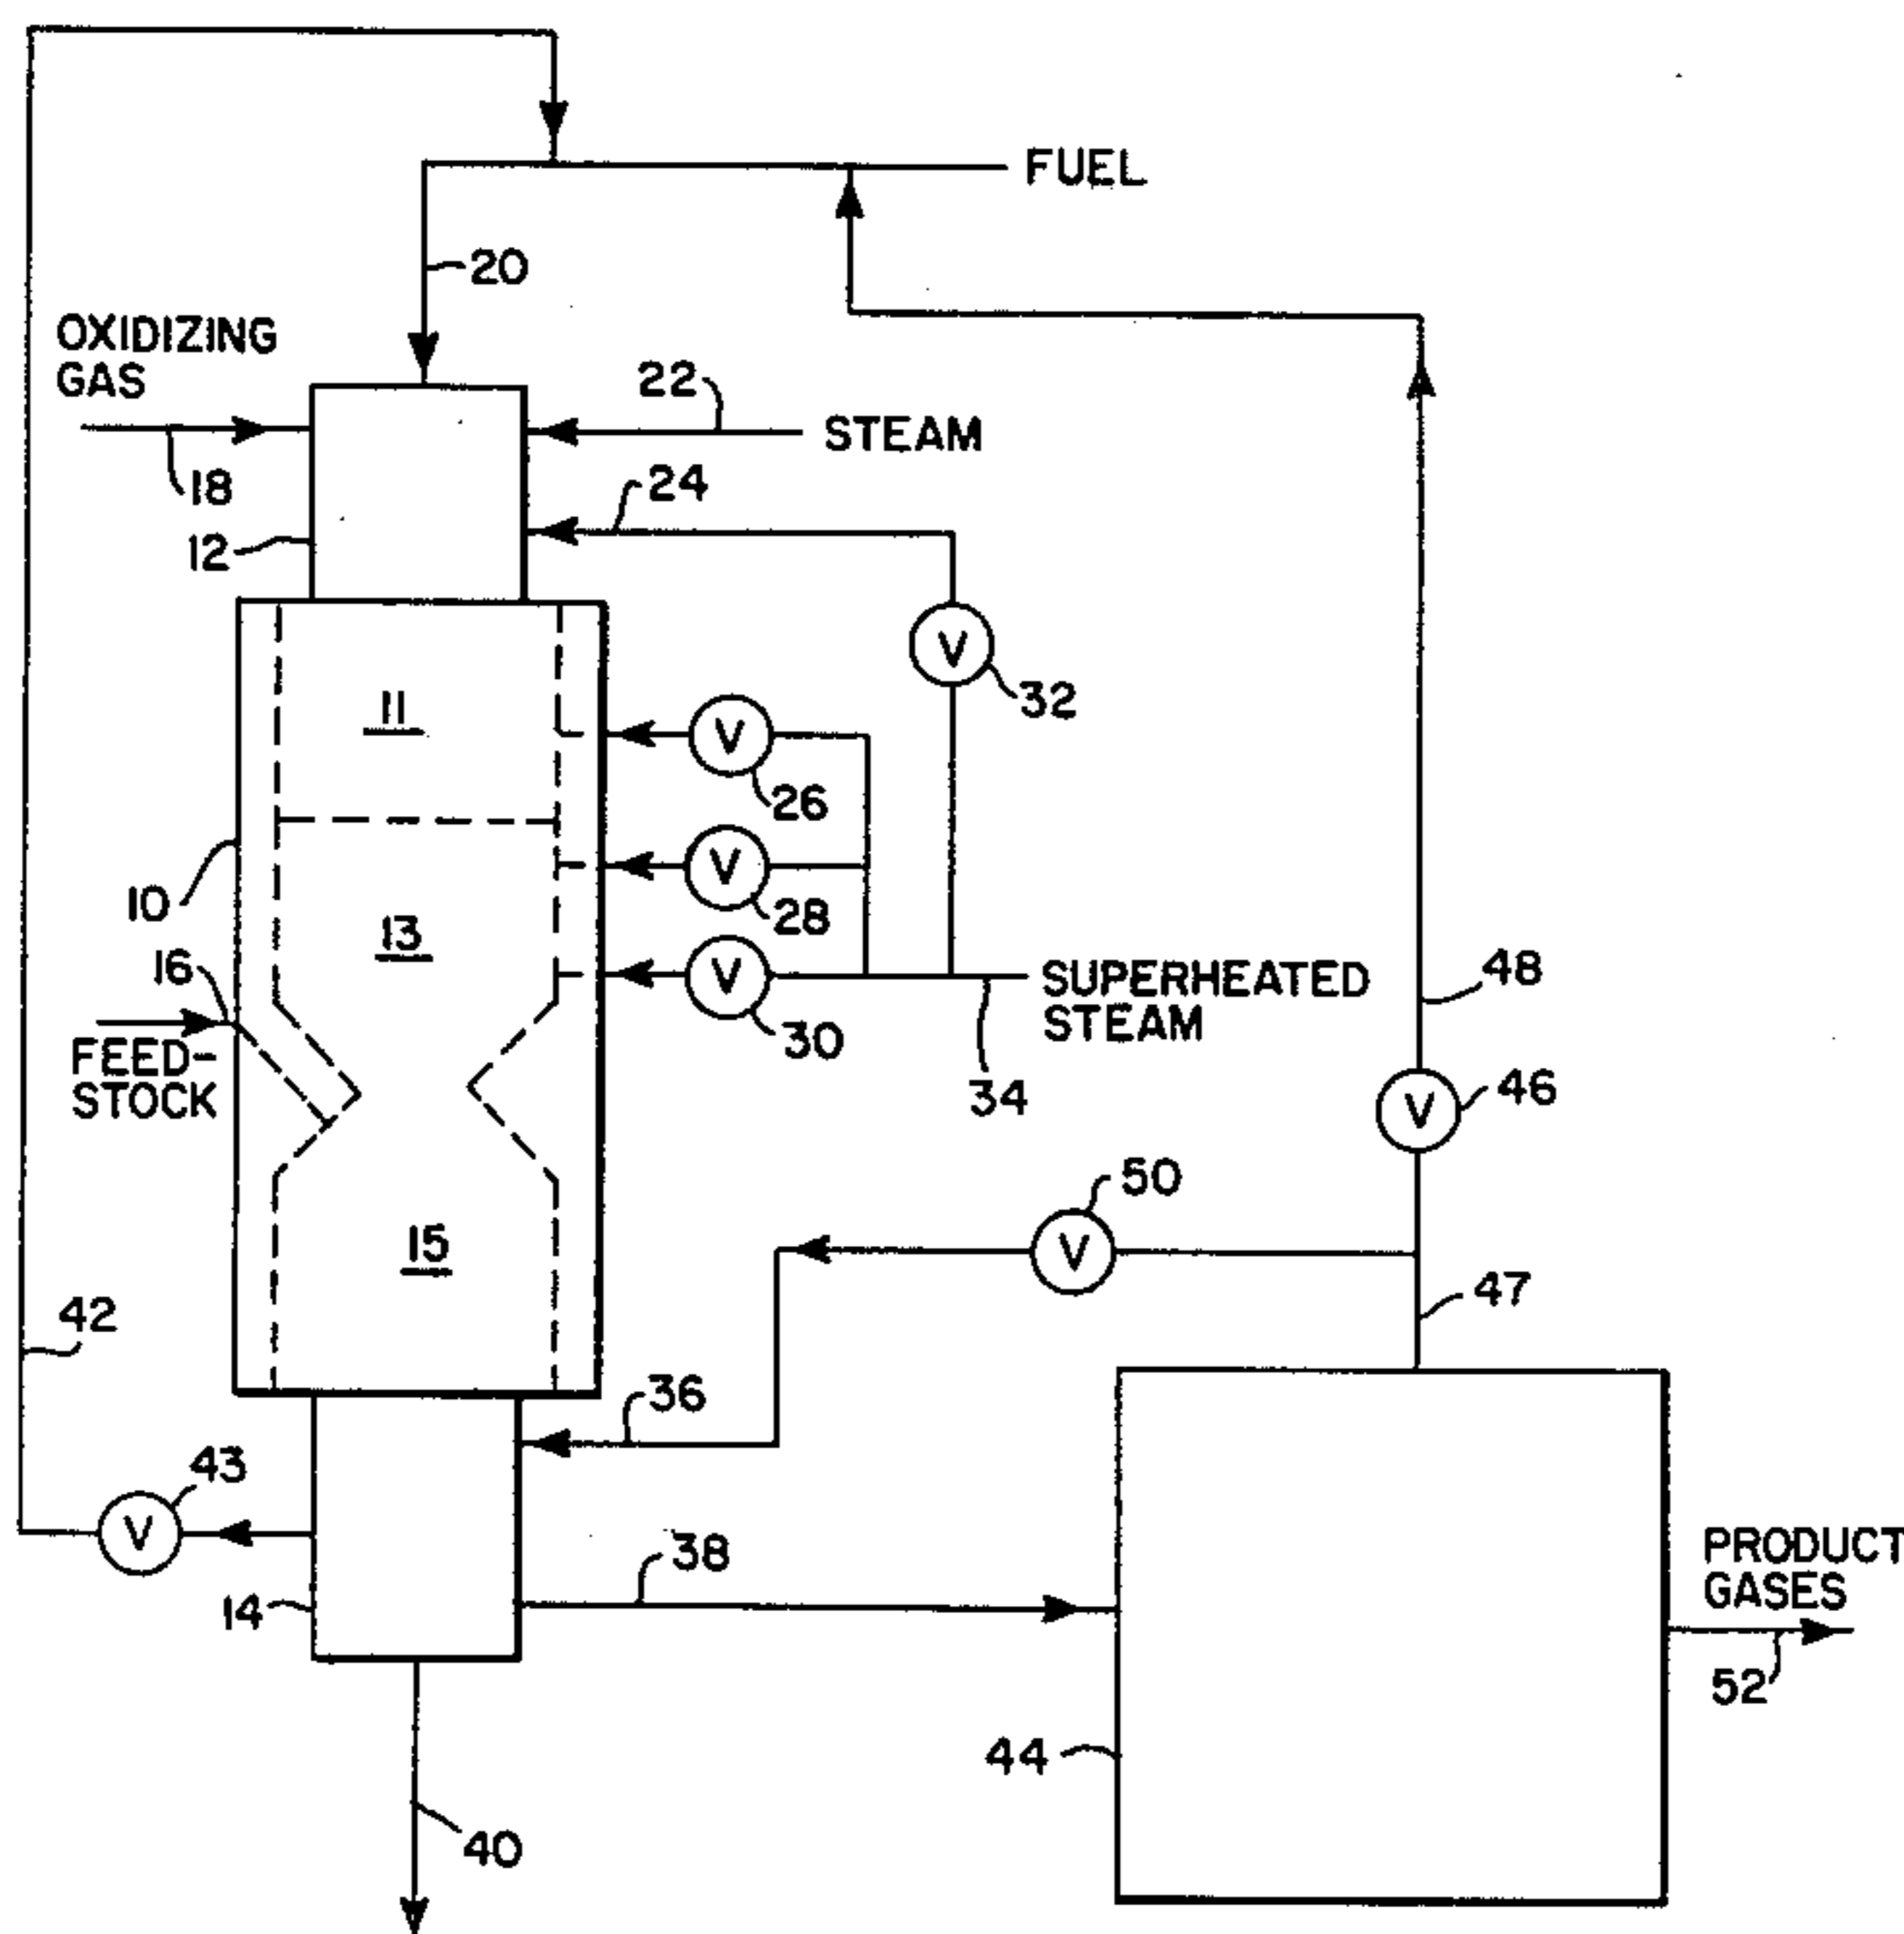 FUEL
20
OXIDIZING
GAS
22
STEAM
18
24
12
V
32
11
V
26
10
V
28
13
16
V
30
SUPERHEATED
STEAM
34
48
FEED-
STOCK
V
46
50
V
15
47
42
36
43
V
38
14
PRODUCT
GASES
52
44
40